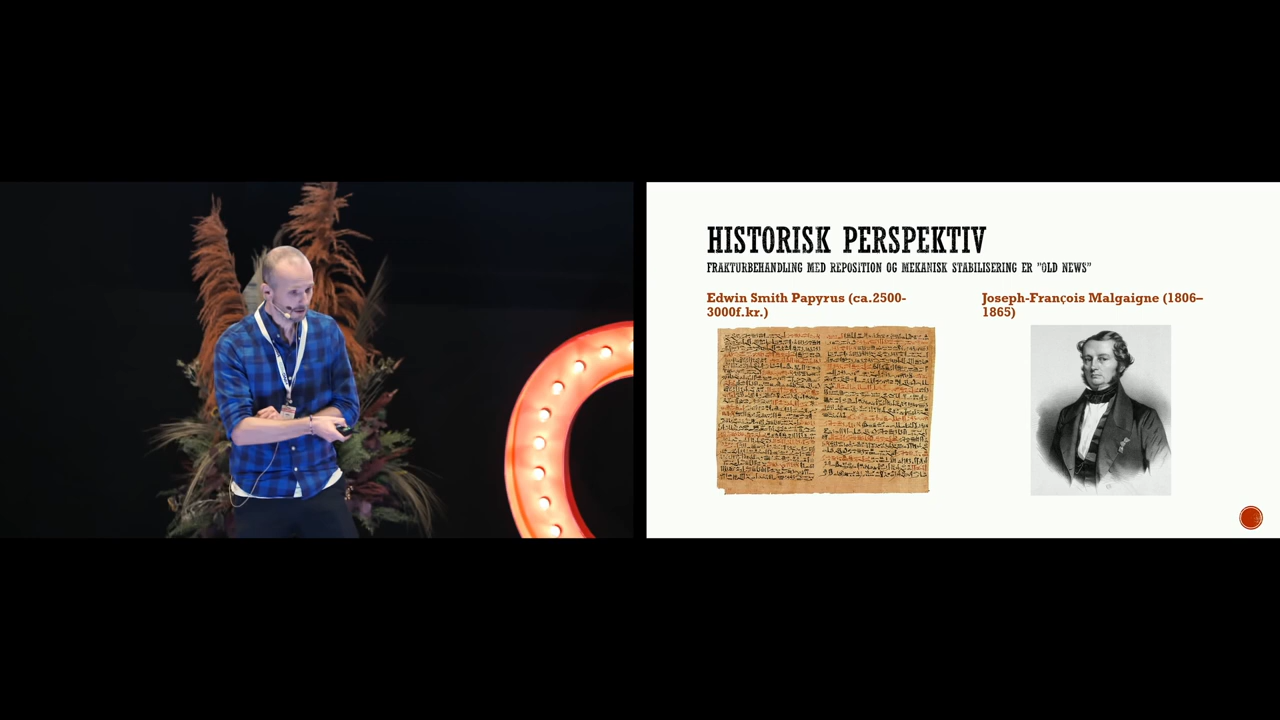 HISTORISK PERSPEKTIV
FRAKTURBEHANDLING MED REPOSITION OG MEKANISK STABILISERING ER "OLD NEWS"
Edwin Smith Papyrus (ca.2500-
3000f.kr.)
Joseph-François Malgaigne (1806–
1865)